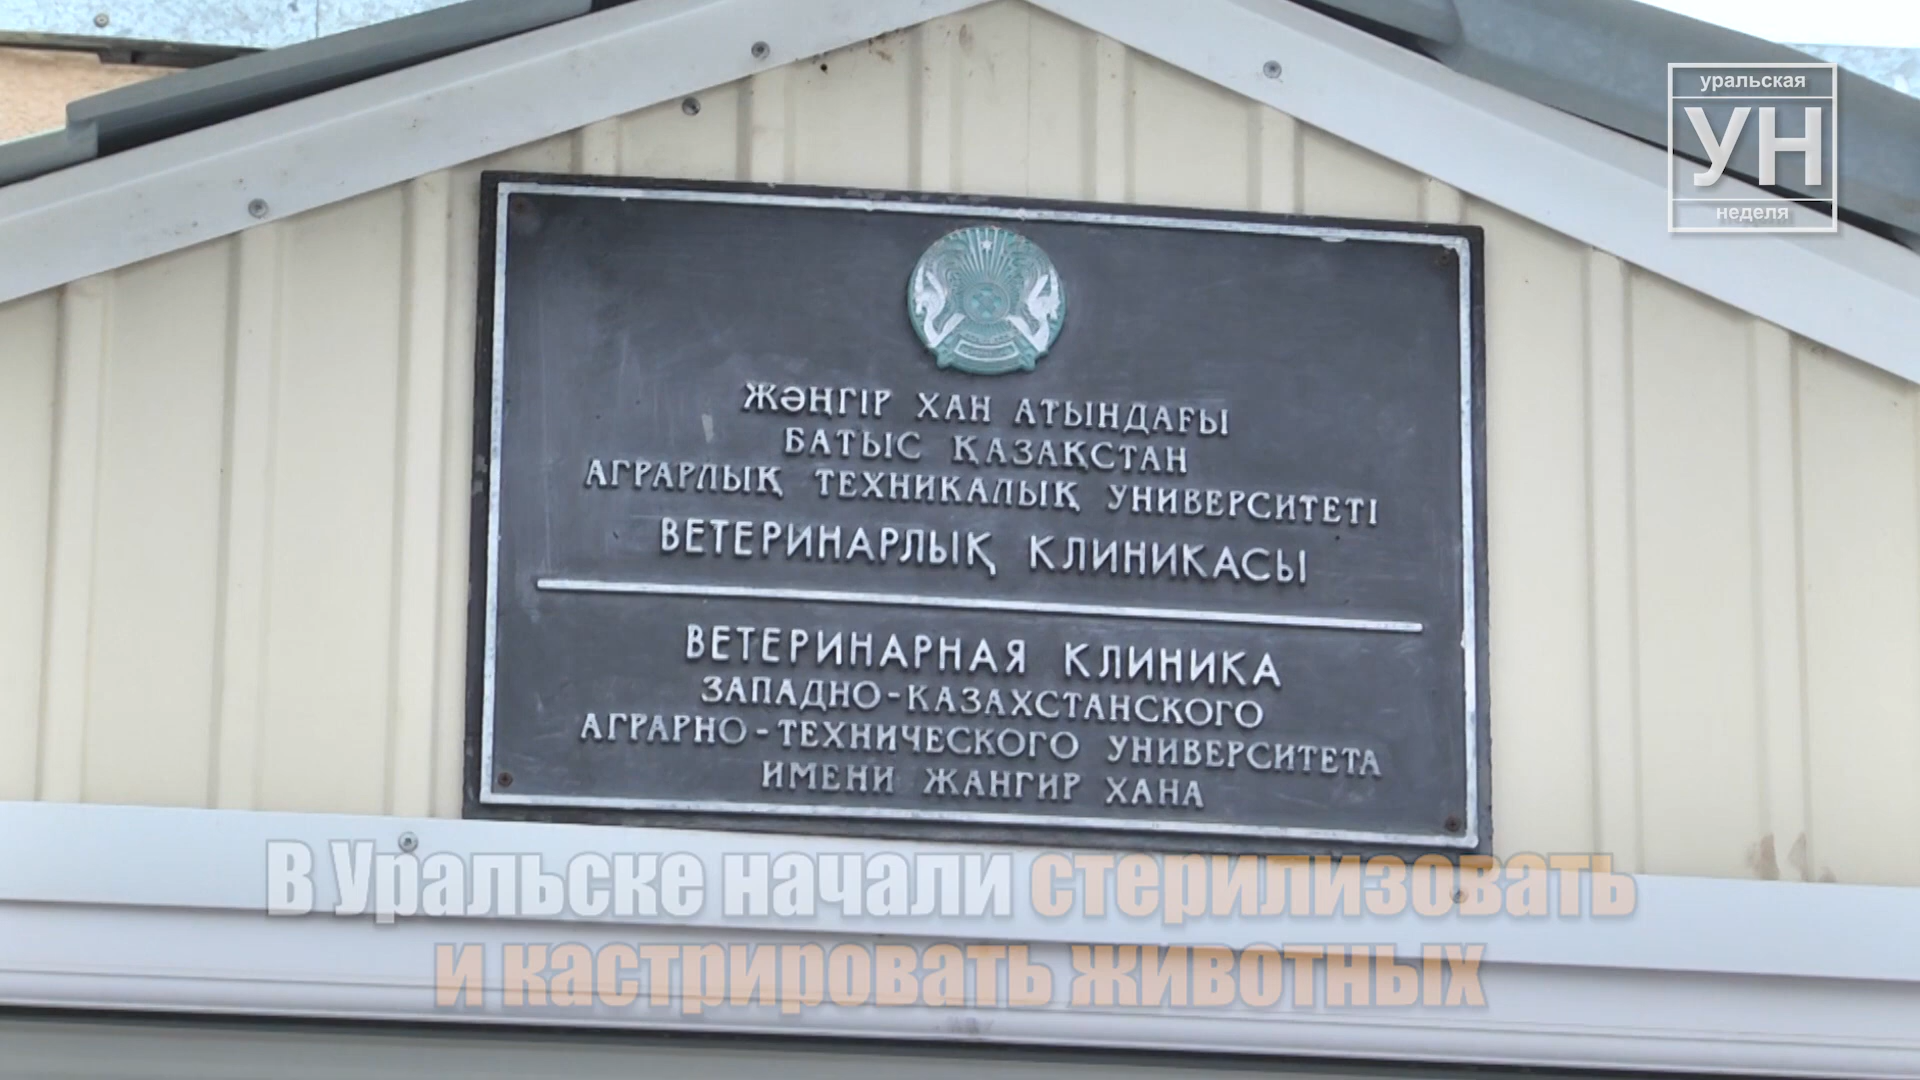 уральская
УН
неделя
ЖӘҢГІР ХАН АТЫНДАҒЫ
БАТЫС ҚАЗАҚСТАН
АГРАРЛЫҚ ТЕХНИКАЛЫҚ УНИВЕРСИТЕТІ
ВЕТЕРИНАРЛЫҚ КЛИНИКАСЫ
ВЕТЕРИНАРНАЯ КЛИНИКА
ЗАПАДНО-КАЗАХСТАНСКОГО
АГРАРНО-ТЕХНИЧЕСКОГО УНИВЕРСИТЕТА
ИМЕНИ ЖАНГИР ХАНА
В Уральске начали стерилизовать
и кастрировать животных